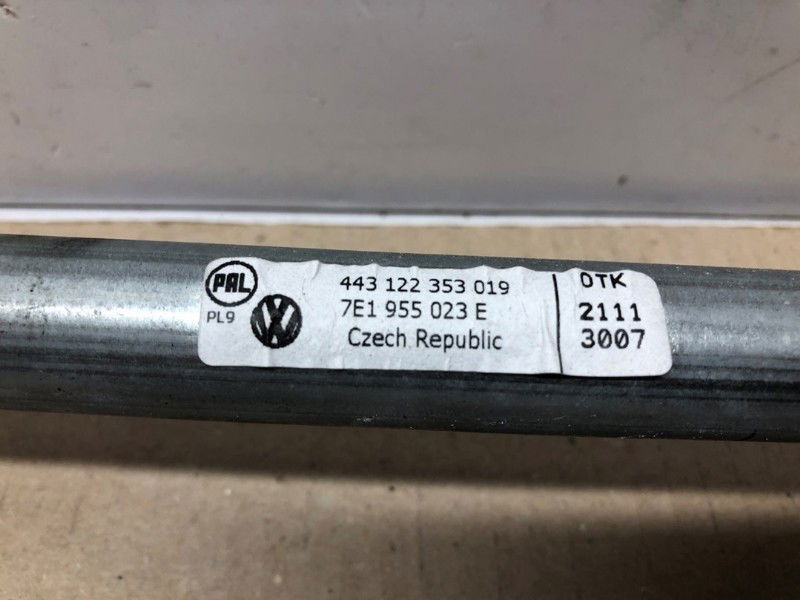 PAL
PL9
443 122 353 019
7E1 955 023 E
Czech Republic
OTK
2111
3007